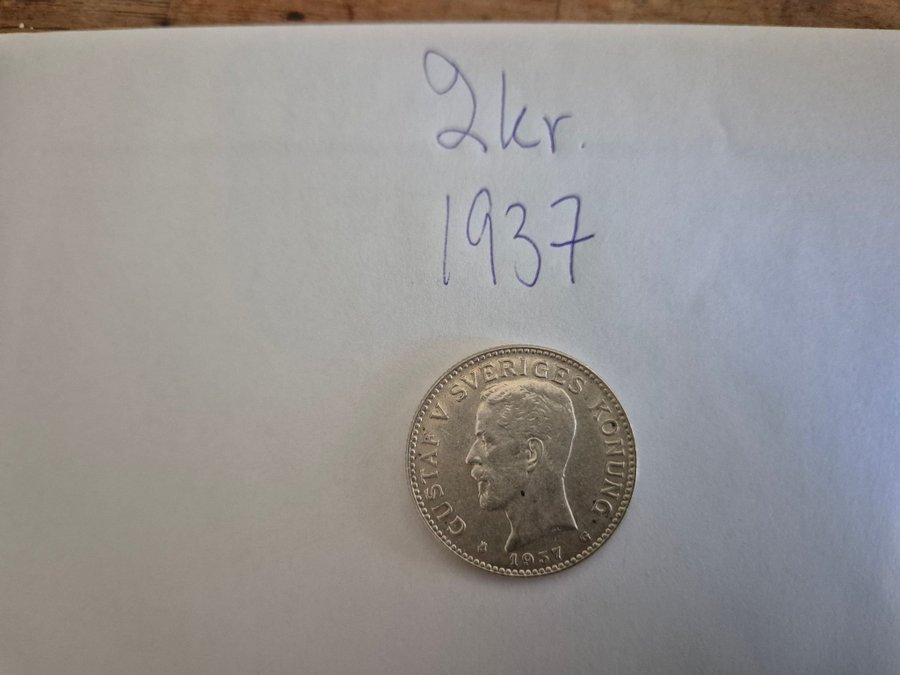 2kr.
1937
GUSTAF V SVERIGES KONUNG
1937 G